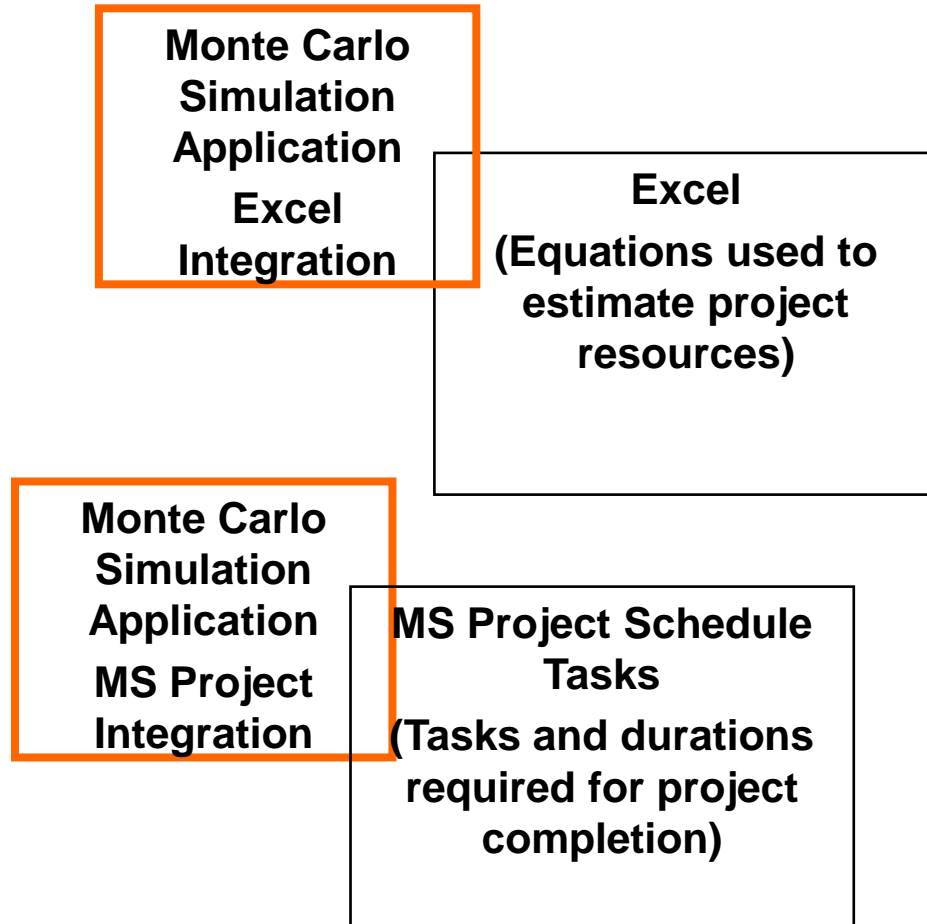 Monte Carlo
Simulation
Application
Excel
Integration
Excel
(Equations used to
estimate project
resources)
Monte Carlo
Simulation
Application
MS Project
Integration
MS Project Schedule
Tasks
(Tasks and durations
required for project
completion)